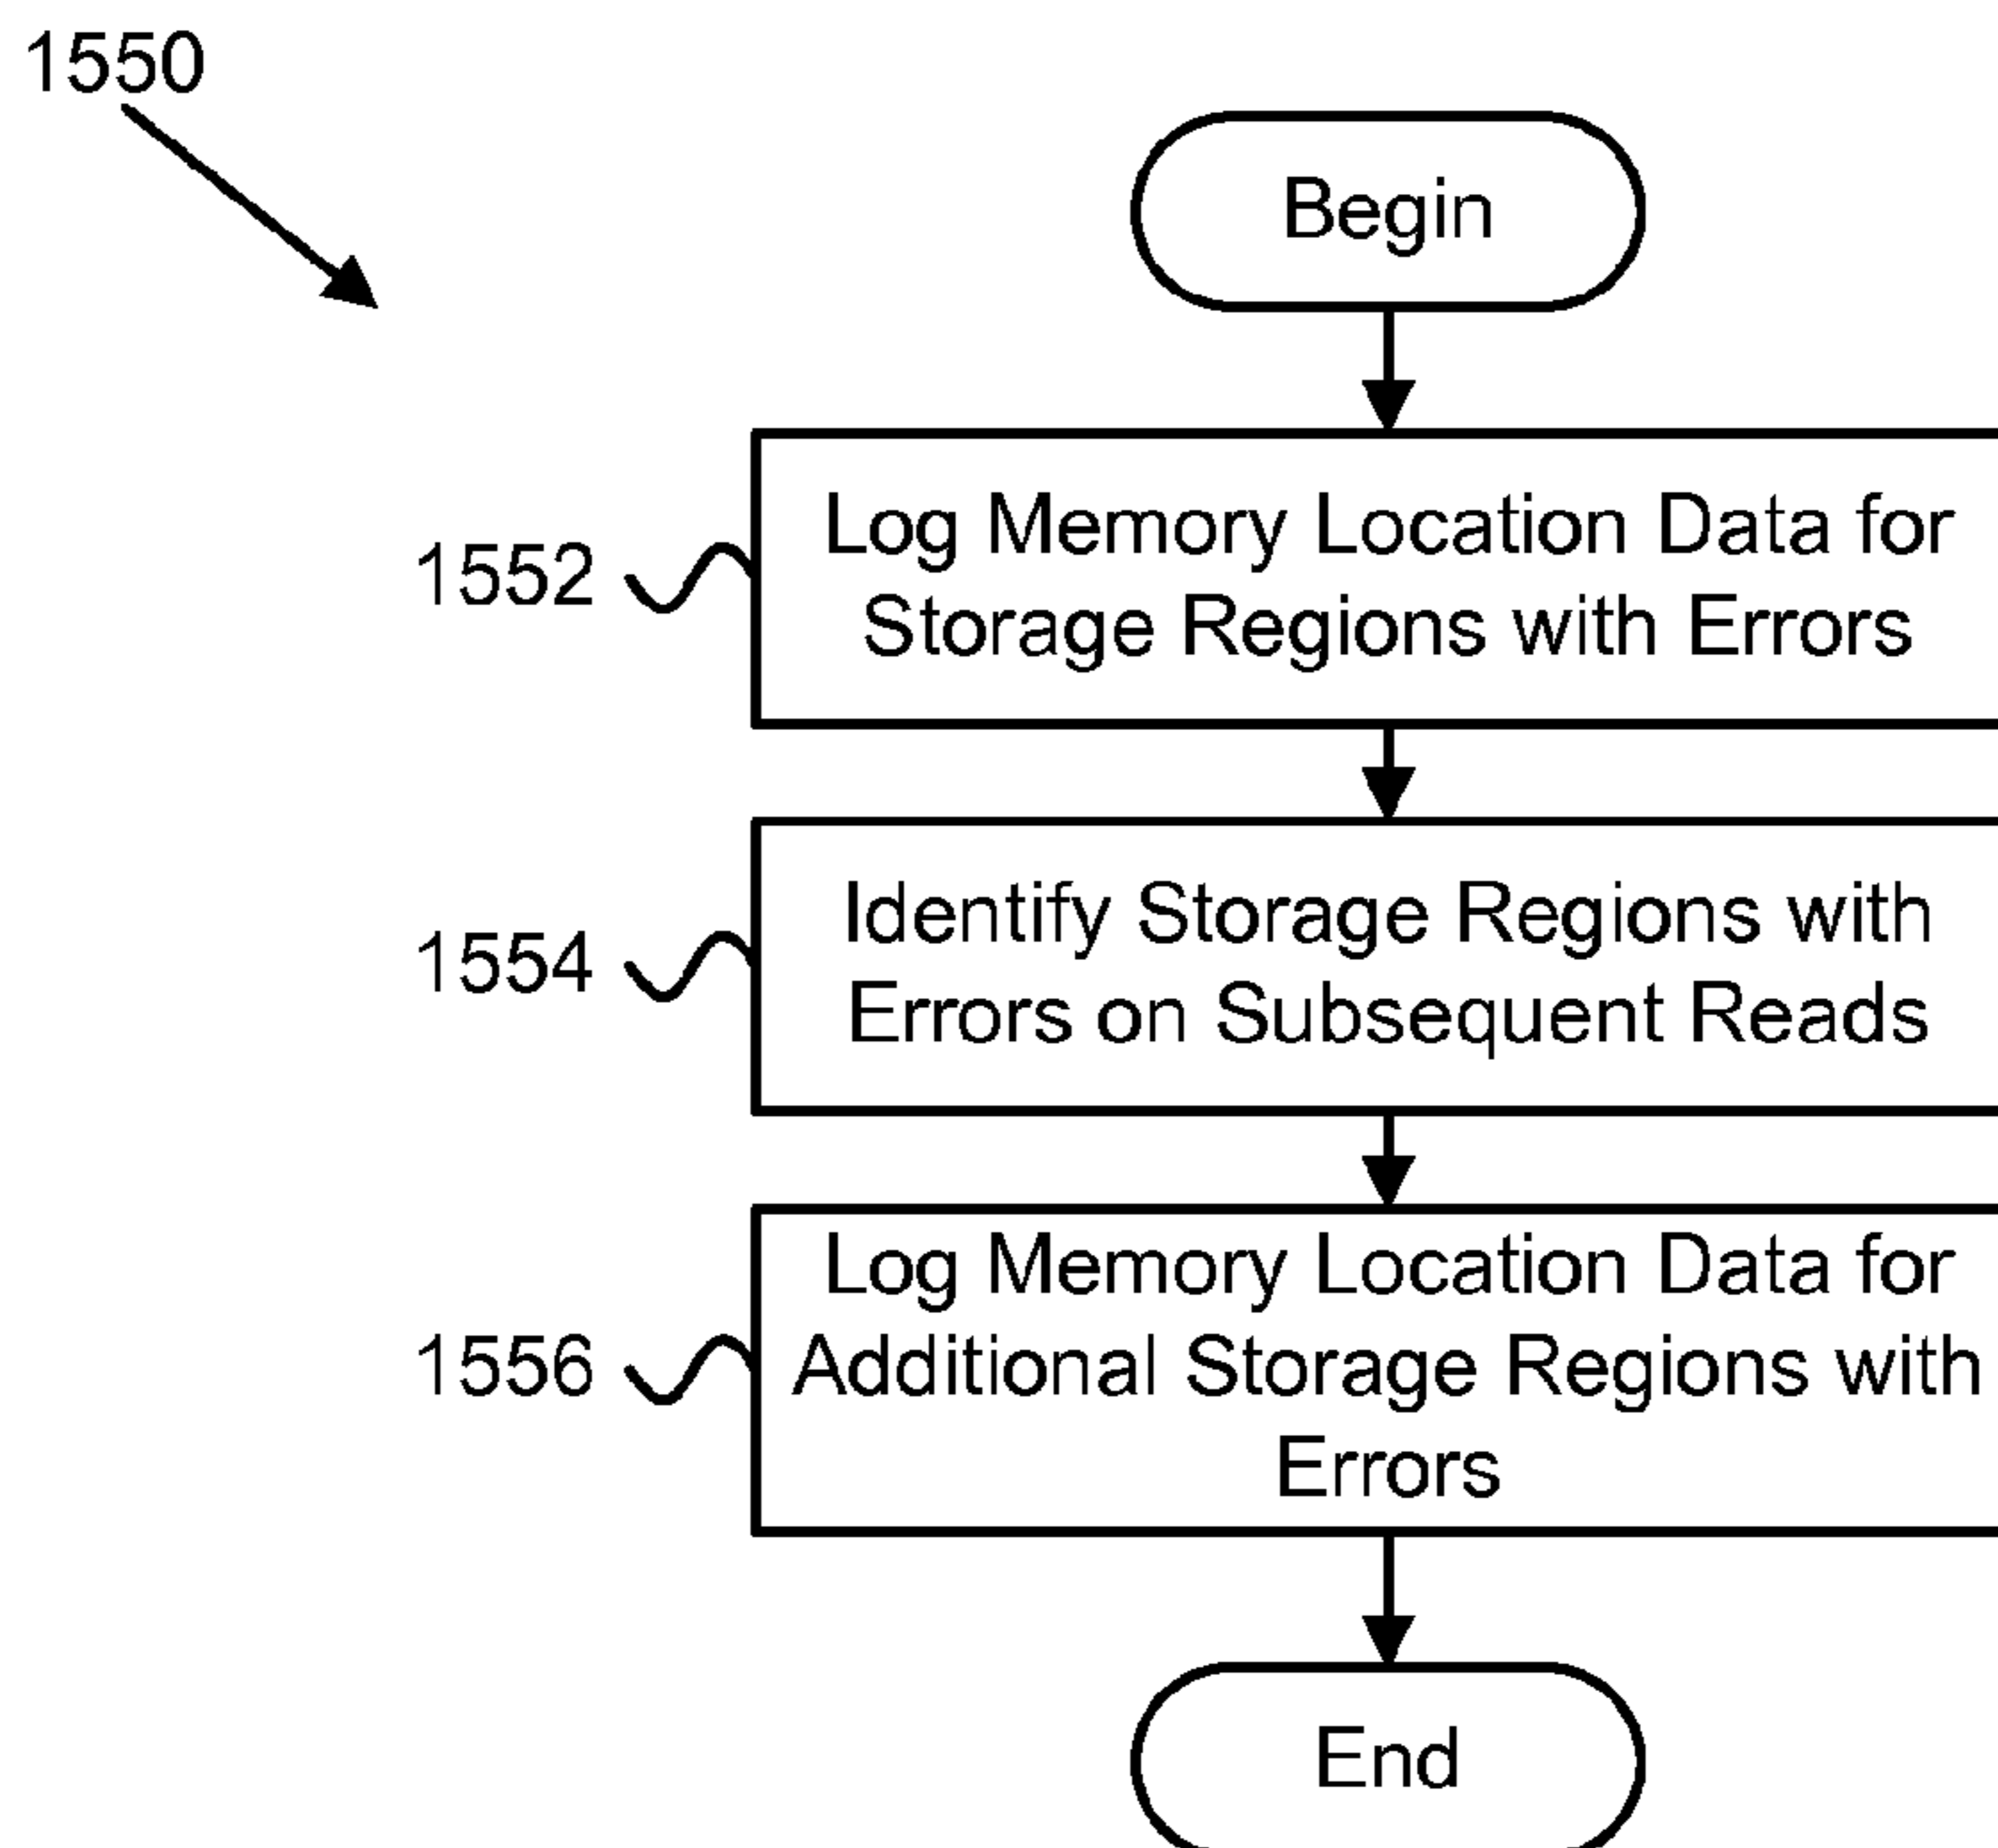 1550
Begin
1552
Log Memory Location Data for
Storage Regions with Errors
1554
Identify Storage Regions with
Errors on Subsequent Reads
1556
Log Memory Location Data for
Additional Storage Regions with
Errors
End